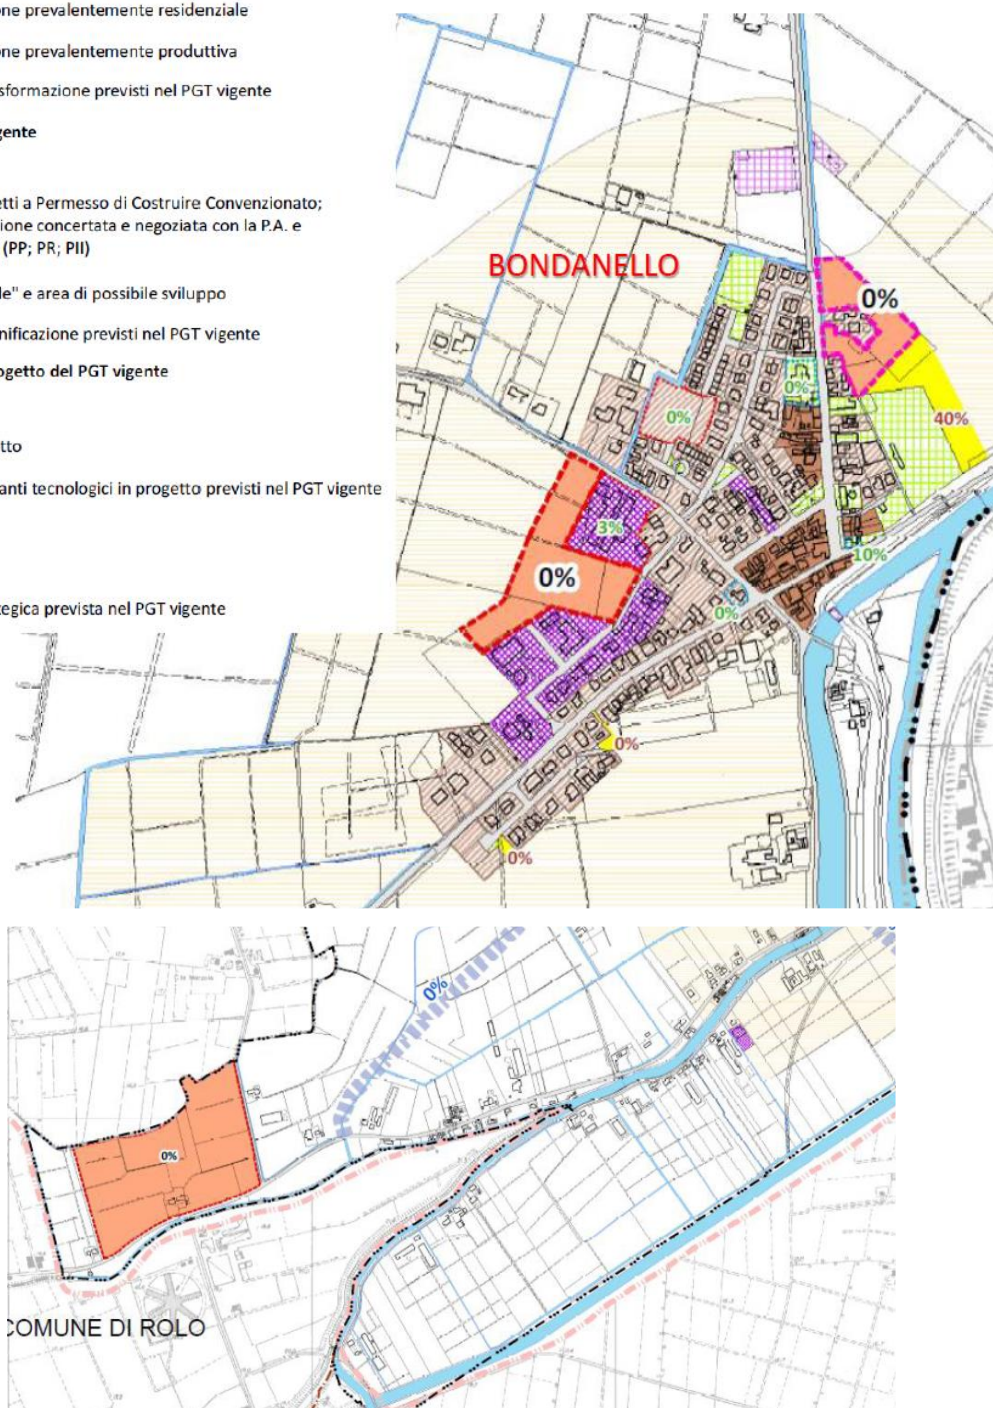 ne prevalentemente residenziale
ne prevalentemente produttiva
sformazione previsti nel PGT vigente
gente
etti a Permesso di Costruire Convenzionato;
ione concertata e negoziata con la P.A. e
(PP; PR; PII)
le" e area di possibile sviluppo
nificazione previsti nel PGT vigente
ogetto del PGT vigente
tto
anti tecnologici in progetto previsti nel PGT vigente
tegica prevista nel PGT vigente
BONDANELLO
0%
0%
0%
40%
3%
10%
0%
0%
0%
0%
0%
0%
COMUNE DI ROLO